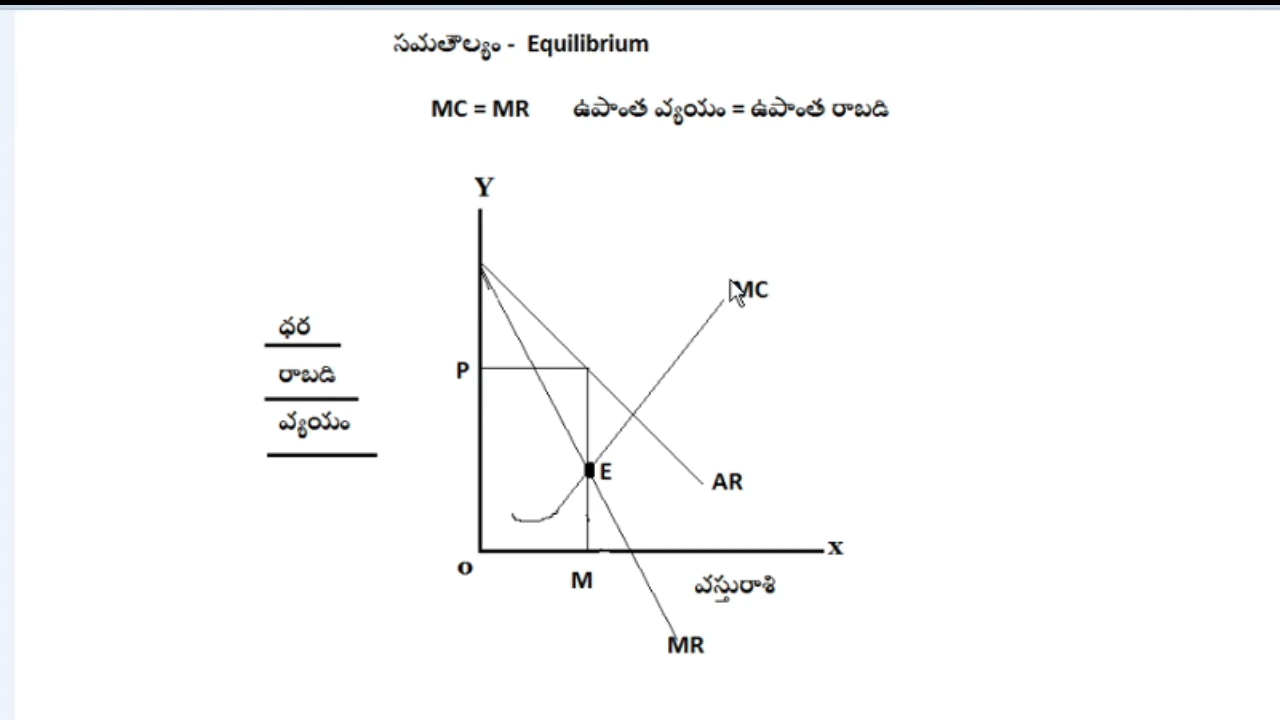 సమతౌల్యం - Equilibrium
MC = MR ఉపాంత వ్యయం = ఉపాంత రాబడి
Y
MC
ధర
రాబడి
P
వ్యయం
E
AR
X
O
M
వస్తురాశి
MR